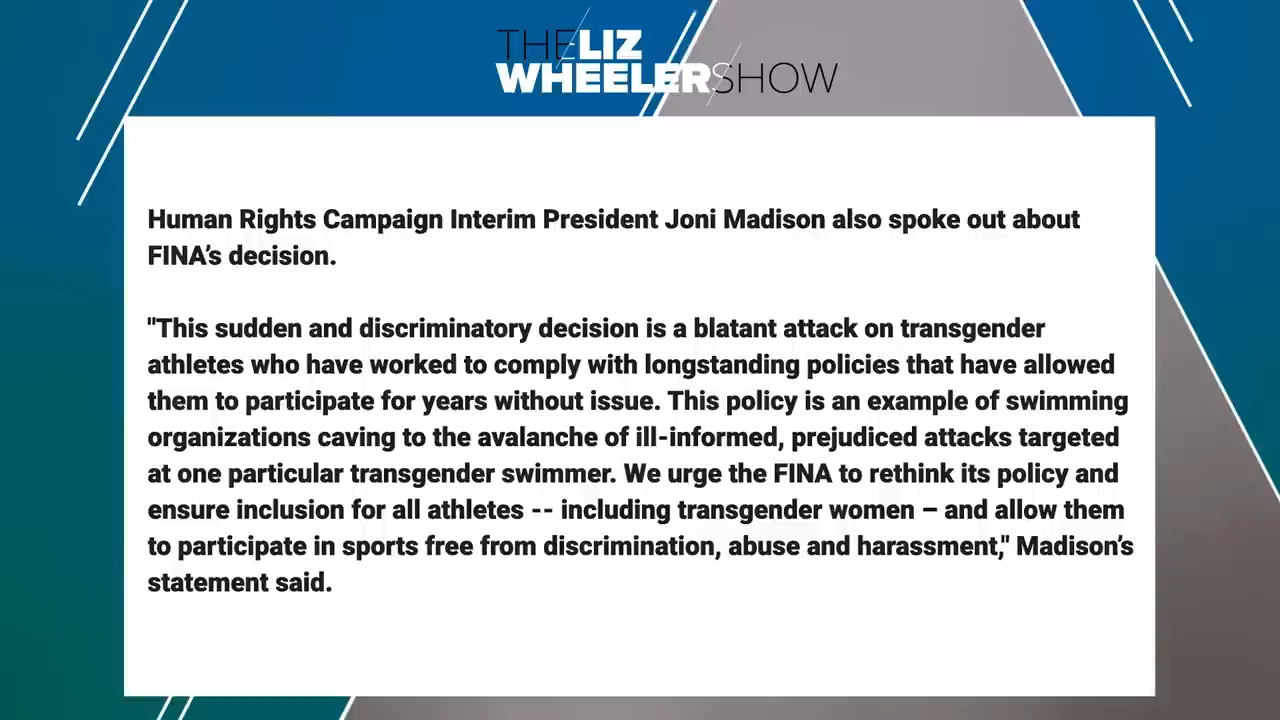 THE LIZ
WHEELER SHOW
Human Rights Campaign Interim President Joni Madison also spoke out about
FINA’s decision.
"This sudden and discriminatory decision is a blatant attack on transgender
athletes who have worked to comply with longstanding policies that have allowed
them to participate for years without issue. This policy is an example of swimming
organizations caving to the avalanche of ill-informed, prejudiced attacks targeted
at one particular transgender swimmer. We urge the FINA to rethink its policy and
ensure inclusion for all athletes -- including transgender women – and allow them
to participate in sports free from discrimination, abuse and harassment," Madison’s
statement said.